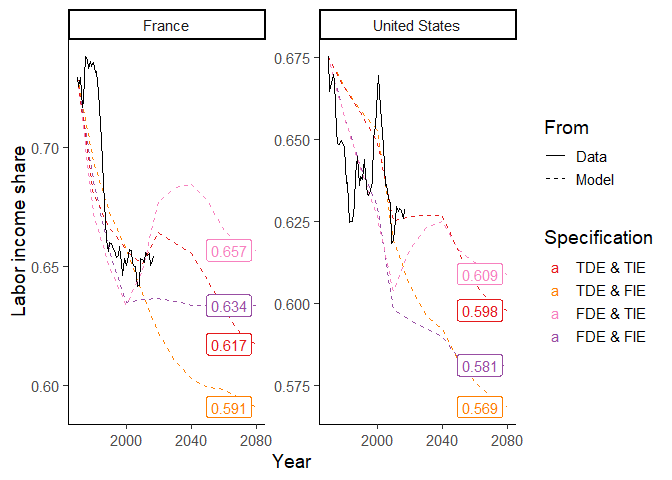 France
United States
Labor income share
0.70
0.65
0.60
0.657
0.634
0.617
0.591
2000
2040
2080
0.675
0.650
0.625
0.600
0.575
0.609
0.598
0.581
0.569
2000
2040
2080
Year
From
Data
Model
Specification
a TDE & TIE
a TDE & FIE
a FDE & TIE
a FDE & FIE